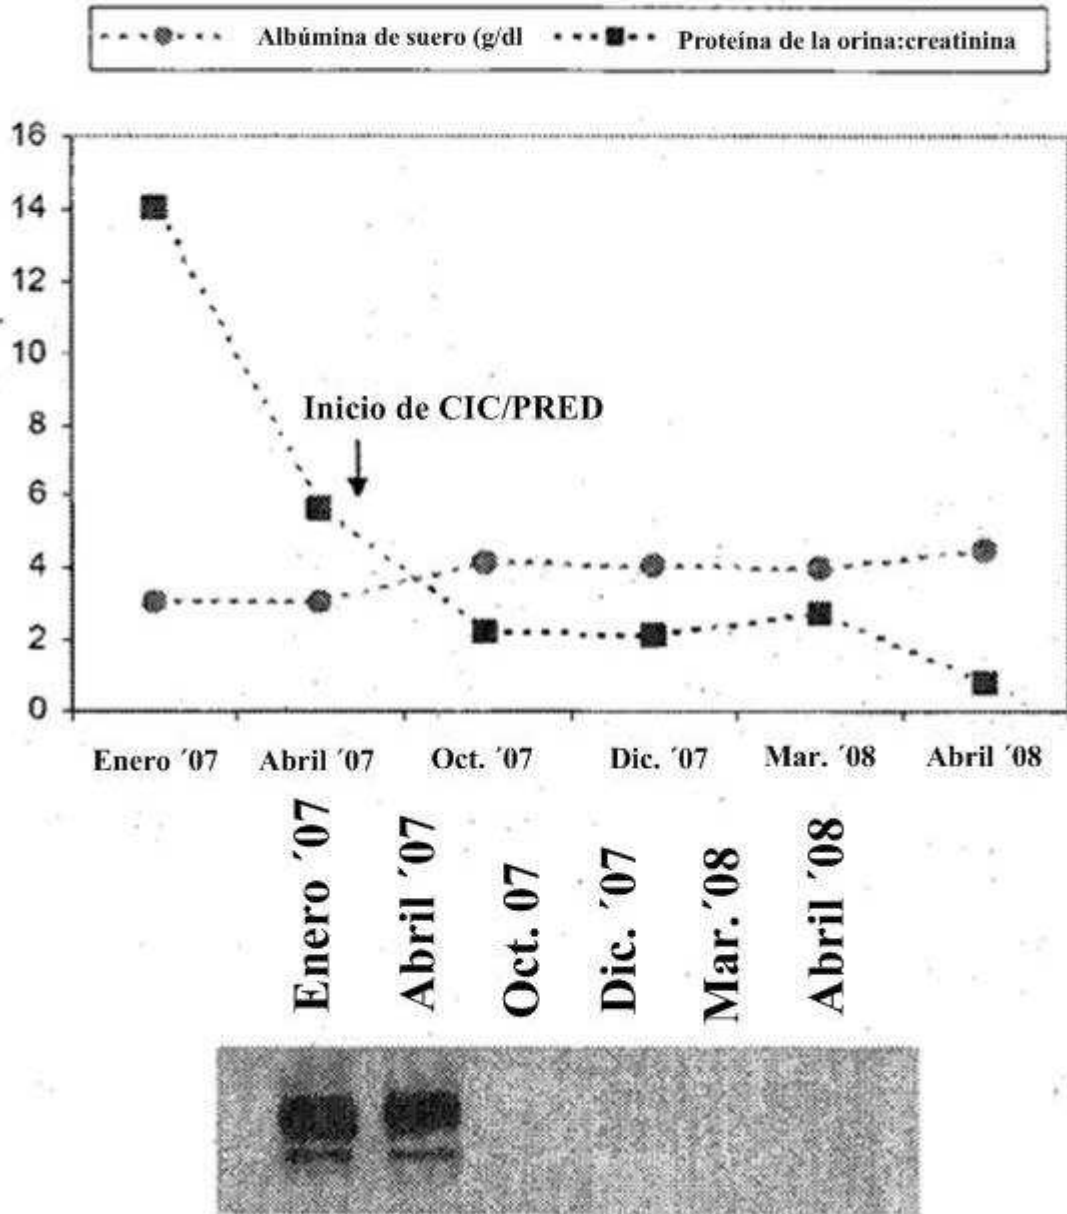 Albúmina de suero (g/dl Proteína de la orina:creatinina
16
14
12
10
8
6
4
2
0
Inicio de CIC/PRED
Enero ´07 Abril ´07 Oct. ´07 Dic. ´07 Mar. ´08 Abril ´08
Enero ´07
Abril ´07
Oct. 07
Dic. ´07
Mar. ´08
Abril ´08